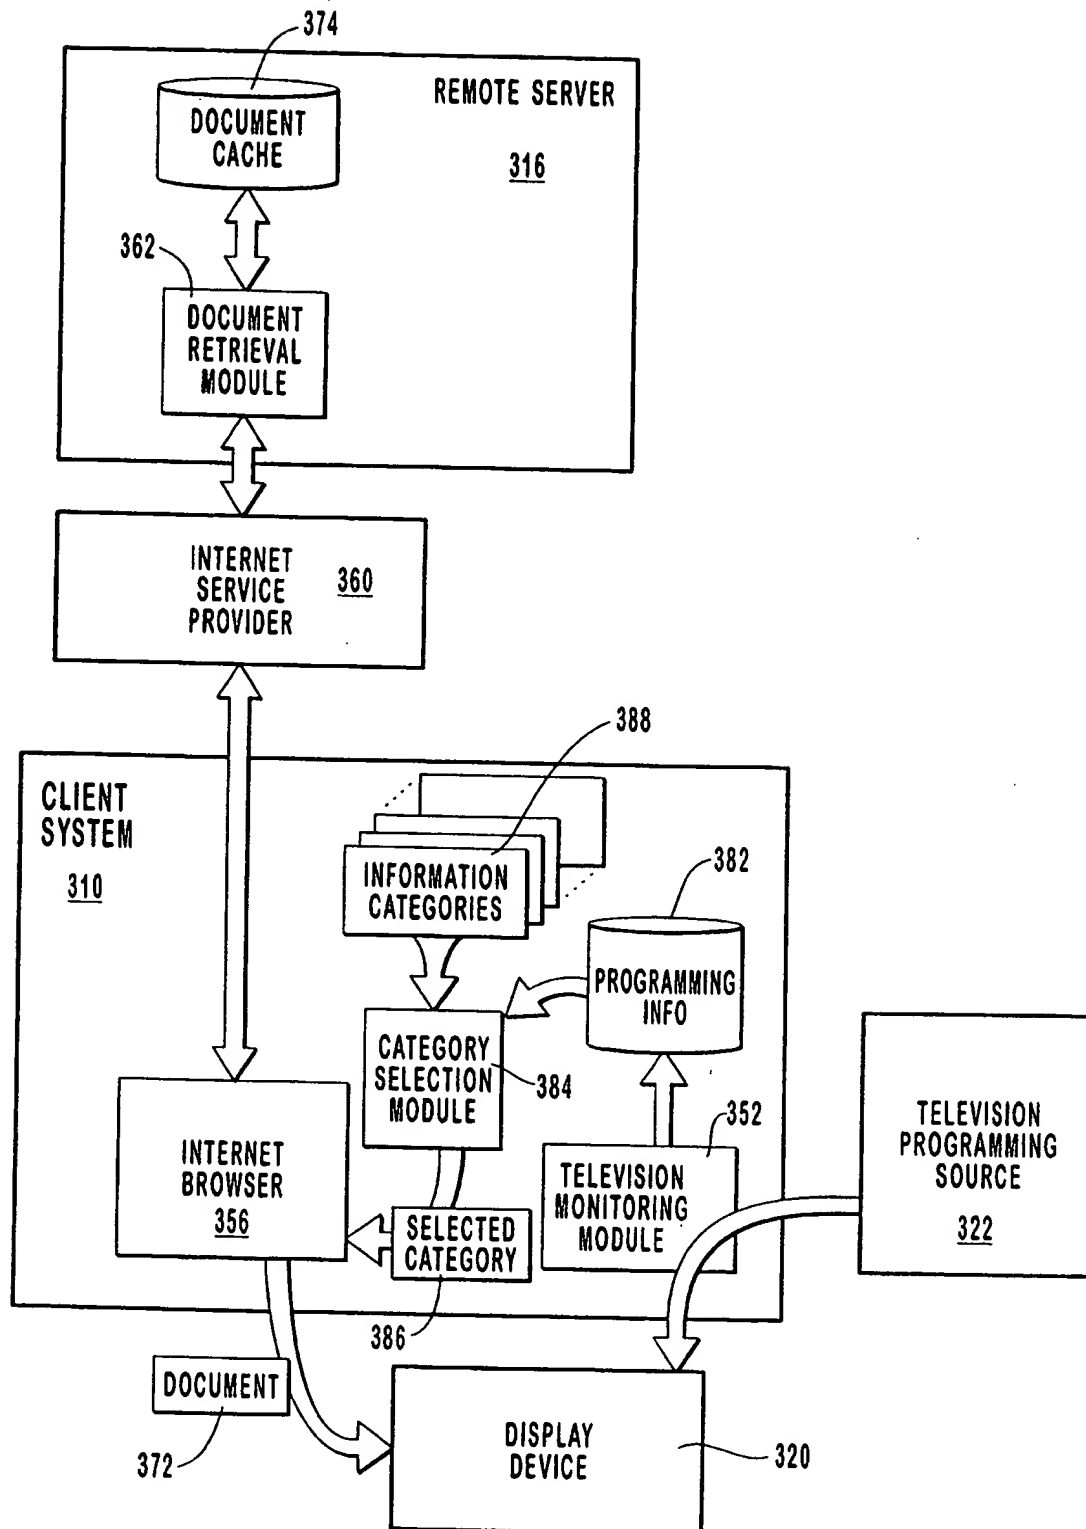 374
REMOTE SERVER
316
DOCUMENT
CACHE
362
DOCUMENT
RETRIEVAL
MODULE
INTERNET
SERVICE
PROVIDER
360
388
CLIENT
SYSTEM
310
INFORMATION
CATEGORIES
382
PROGRAMMING
INFO
CATEGORY
SELECTION
MODULE
384
352
TELEVISION
MONITORING
MODULE
TELEVISION
PROGRAMMING
SOURCE
322
INTERNET
BROWSER
356
SELECTED
CATEGORY
386
DOCUMENT
372
DISPLAY
DEVICE
320